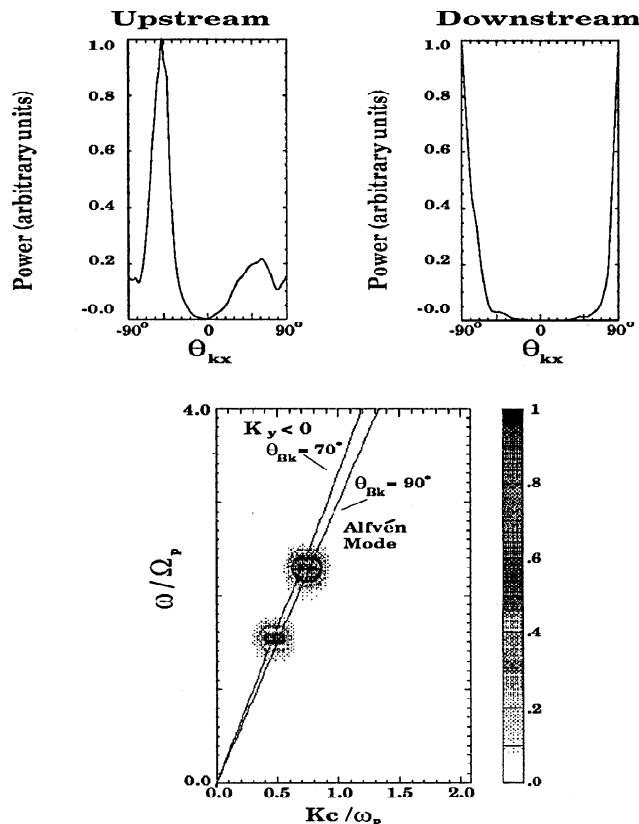 Upstream
Downstream
Power (arbitrary units)
1.0
0.8
0.6
0.4
0.2
-0.0
-90°
0
90°
Θkx
Power (arbitrary units)
1.0
0.8
0.6
0.4
0.2
-0.0
-90°
0
90°
Θkx
4.0
Ky<0
ΘBk = 70°
ΘBk = 90°
Alfvén
Mode
ω/Ωp
0.0
0.0
0.5
1.0
1.5
2.0
Kc/ωp
1
.8
.6
.4
.2
.0